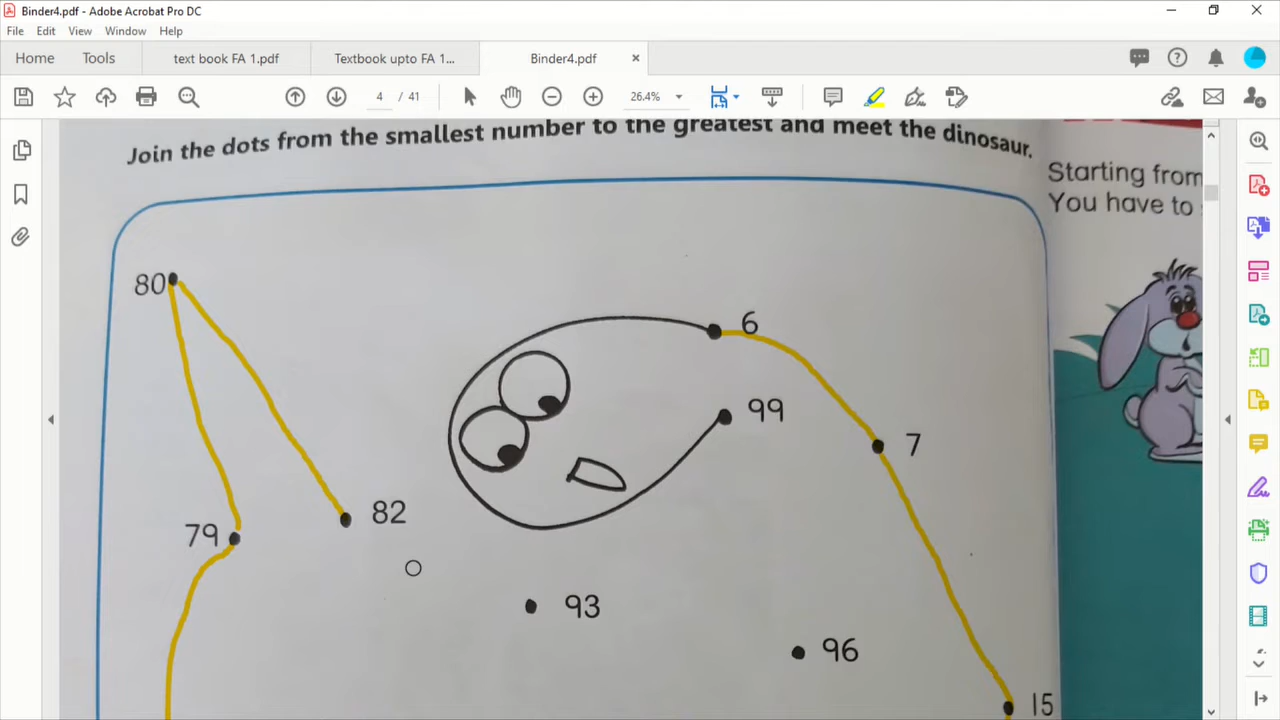 Binder4.pdf - Adobe Acrobat Pro DC
File Edit View Window Help
Home Tools text book FA 1.pdf Textbook upto FA 1... Binder4.pdf
4 / 41 26.4%
Join the dots from the smallest number to the greatest and meet the dinosaur.
Starting from
You have to
80
6
99
7
82
79
93
96
15